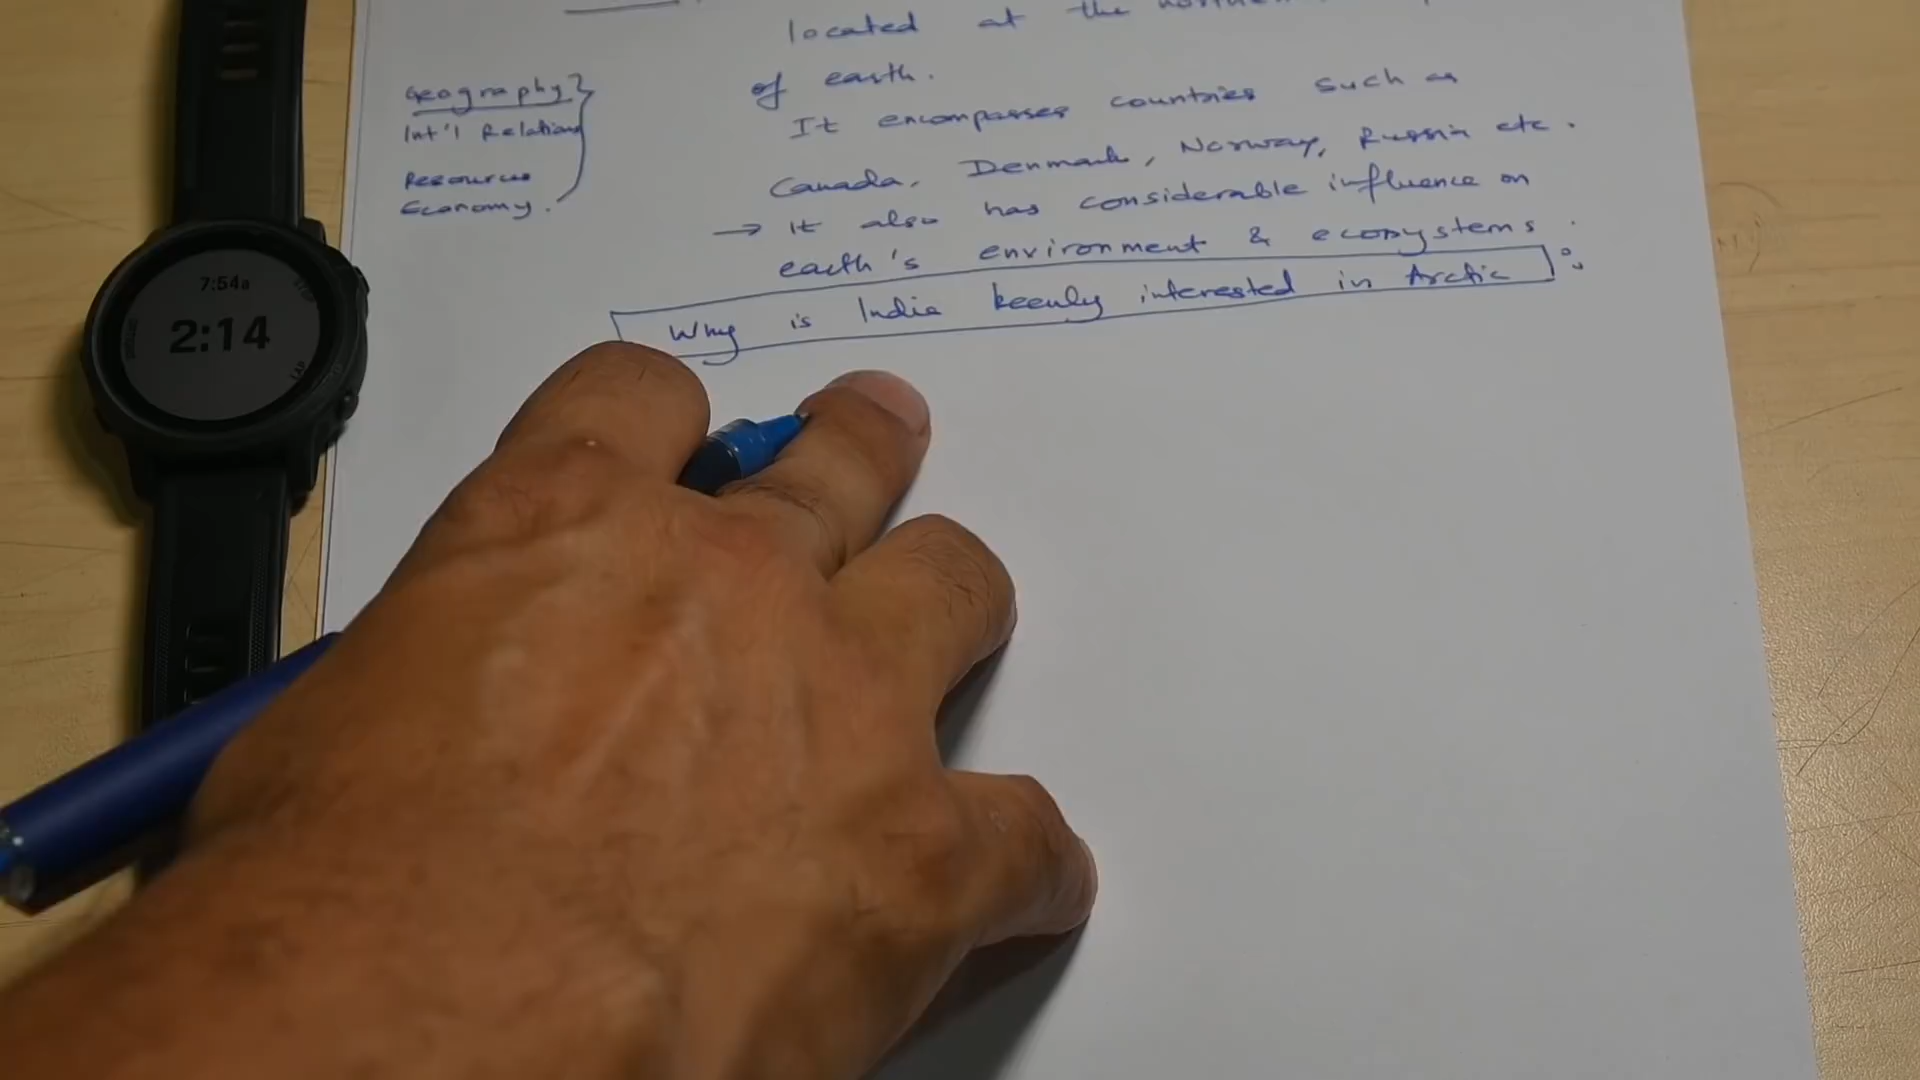 7:54a
2:14
LAP
Geography
Int'l Relations
Resources
Economy.
located at the northern
of earth.
It encompasses countries such as
Canada, Denmark, Norway, Russia etc.
→ It also has considerable influence on
earth's environment & ecosystems.
Why is India keenly interested in Arctic :